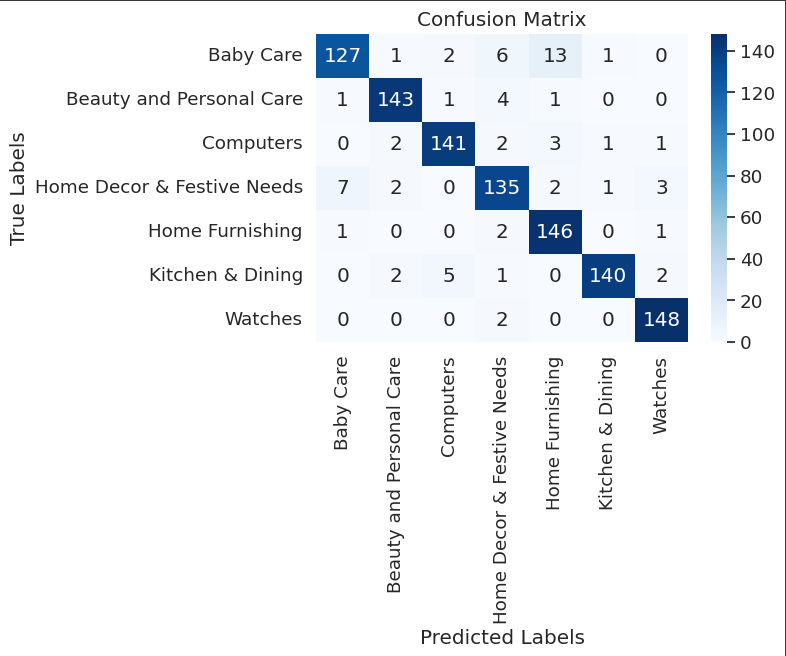 Confusion Matrix
Baby Care 127 1 2 6 13 1 0
Beauty and Personal Care 1 143 1 4 1 0 0
Computers 0 2 141 2 3 1 1
Home Decor & Festive Needs 7 2 0 135 2 1 3
Home Furnishing 1 0 0 2 146 0 1
Kitchen & Dining 0 2 5 1 0 140 2
Watches 0 0 0 2 0 0 148
True Labels
Baby Care
Beauty and Personal Care
Computers
Home Decor & Festive Needs
Home Furnishing
Kitchen & Dining
Watches
Predicted Labels
140
120
100
80
60
40
20
0